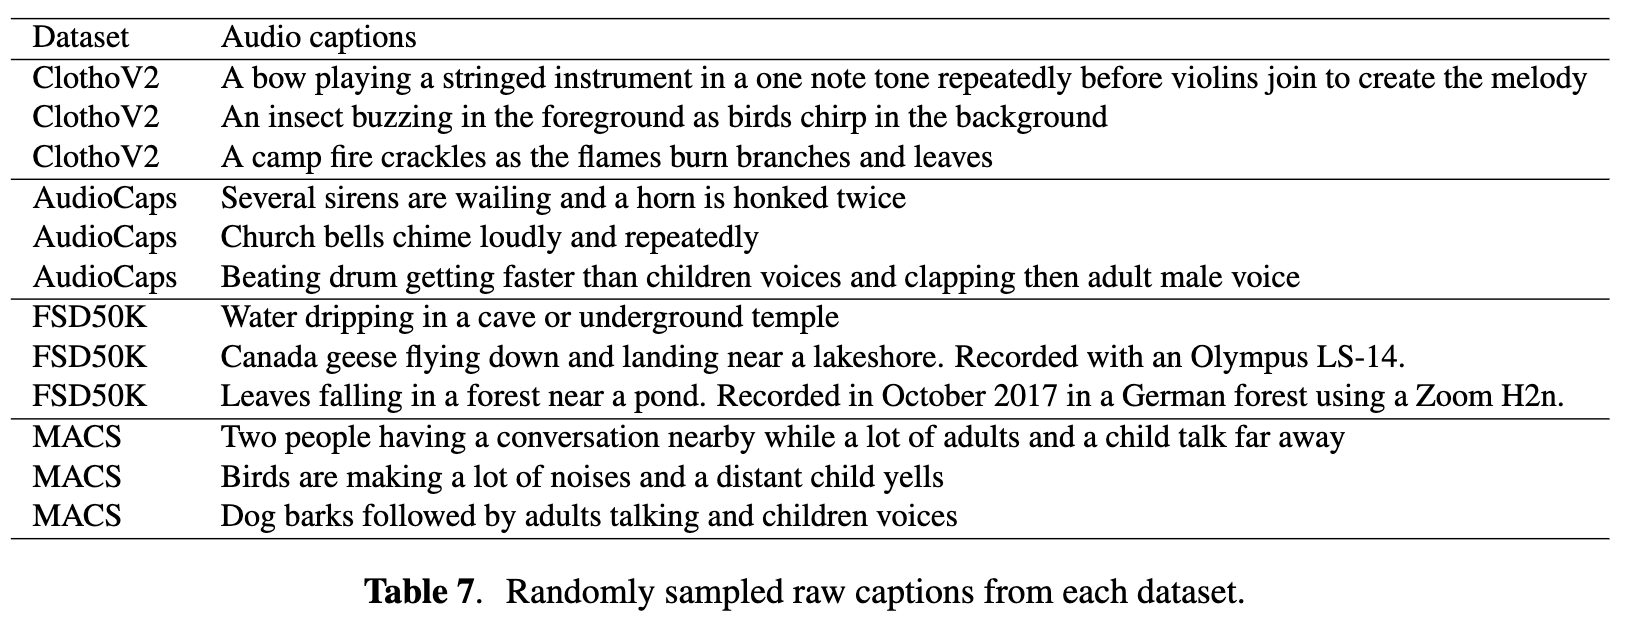 Dataset Audio captions
ClothoV2 A bow playing a stringed instrument in a one note tone repeatedly before violins join to create the melody
ClothoV2 An insect buzzing in the foreground as birds chirp in the background
ClothoV2 A camp fire crackles as the flames burn branches and leaves
AudioCaps Several sirens are wailing and a horn is honked twice
AudioCaps Church bells chime loudly and repeatedly
AudioCaps Beating drum getting faster than children voices and clapping then adult male voice
FSD50K Water dripping in a cave or underground temple
FSD50K Canada geese flying down and landing near a lakeshore. Recorded with an Olympus LS-14.
FSD50K Leaves falling in a forest near a pond. Recorded in October 2017 in a German forest using a Zoom H2n.
MACS Two people having a conversation nearby while a lot of adults and a child talk far away
MACS Birds are making a lot of noises and a distant child yells
MACS Dog barks followed by adults talking and children voices
Table 7. Randomly sampled raw captions from each dataset.